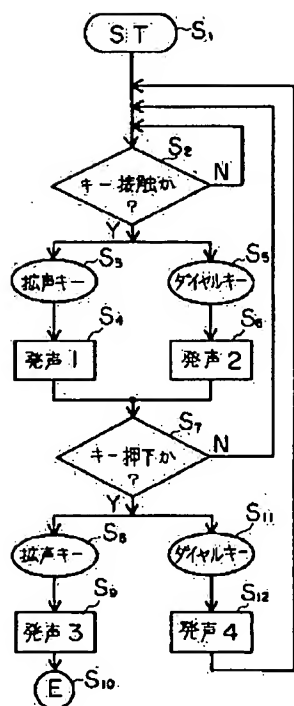 ST
S1
S2
キー接触か
?
N
Y
S3
S5
拡声キー
ダイヤルキー
S4
S6
発声1
発声2
S7
キー押下か
?
N
Y
S8
S11
拡声キー
ダイヤルキー
S9
S12
発声3
発声4
E
S10